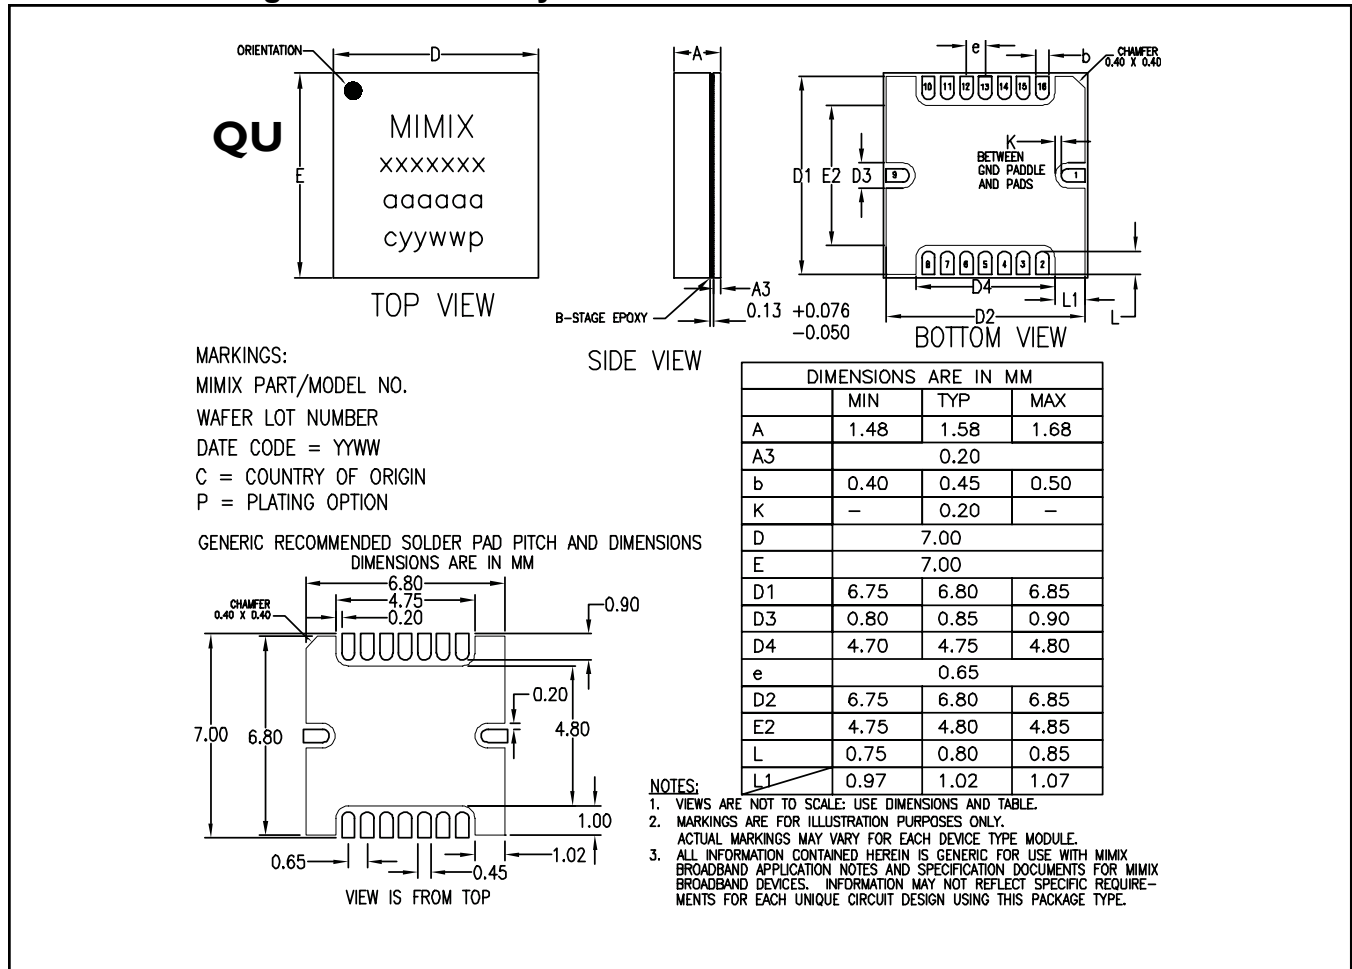 ORIENTATION
D
QU
E
MIMIX
xxxxxxx
aaaaaa
cyywwp
TOP VIEW
A
A3
0.13 +0.076
-0.050
B-STAGE EPOXY
SIDE VIEW
e
b
CHAMFER
0.40 X 0.40
10 11 12 13 14 15 16
K
BETWEEN
GND PADDLE
AND PADS
D1 E2 D3
9
1
8 7 6 5 4 3 2
D4
L1
D2
L
BOTTOM VIEW
MARKINGS:
MIMIX PART/MODEL NO.
WAFER LOT NUMBER
DATE CODE = YYWW
C = COUNTRY OF ORIGIN
P = PLATING OPTION
DIMENSIONS ARE IN MM
MIN TYP MAX
A 1.48 1.58 1.68
A3 0.20
b 0.40 0.45 0.50
K – 0.20 –
D 7.00
E 7.00
D1 6.75 6.80 6.85
D3 0.80 0.85 0.90
D4 4.70 4.75 4.80
e 0.65
D2 6.75 6.80 6.85
E2 4.75 4.80 4.85
L 0.75 0.80 0.85
L1 0.97 1.02 1.07
GENERIC RECOMMENDED SOLDER PAD PITCH AND DIMENSIONS
DIMENSIONS ARE IN MM
6.80
4.75
0.20
0.90
CHAMFER
0.40 X 0.40
0.20
7.00 6.80
4.80
1.00
0.65
0.45
1.02
VIEW IS FROM TOP
NOTES:
1. VIEWS ARE NOT TO SCALE: USE DIMENSIONS AND TABLE.
2. MARKINGS ARE FOR ILLUSTRATION PURPOSES ONLY.
ACTUAL MARKINGS MAY VARY FOR EACH DEVICE TYPE MODULE.
3. ALL INFORMATION CONTAINED HEREIN IS GENERIC FOR USE WITH MIMIX
BROADBAND APPLICATION NOTES AND SPECIFICATION DOCUMENTS FOR MIMIX
BROADBAND DEVICES. INFORMATION MAY NOT REFLECT SPECIFIC REQUIRE-
MENTS FOR EACH UNIQUE CIRCUIT DESIGN USING THIS PACKAGE TYPE.